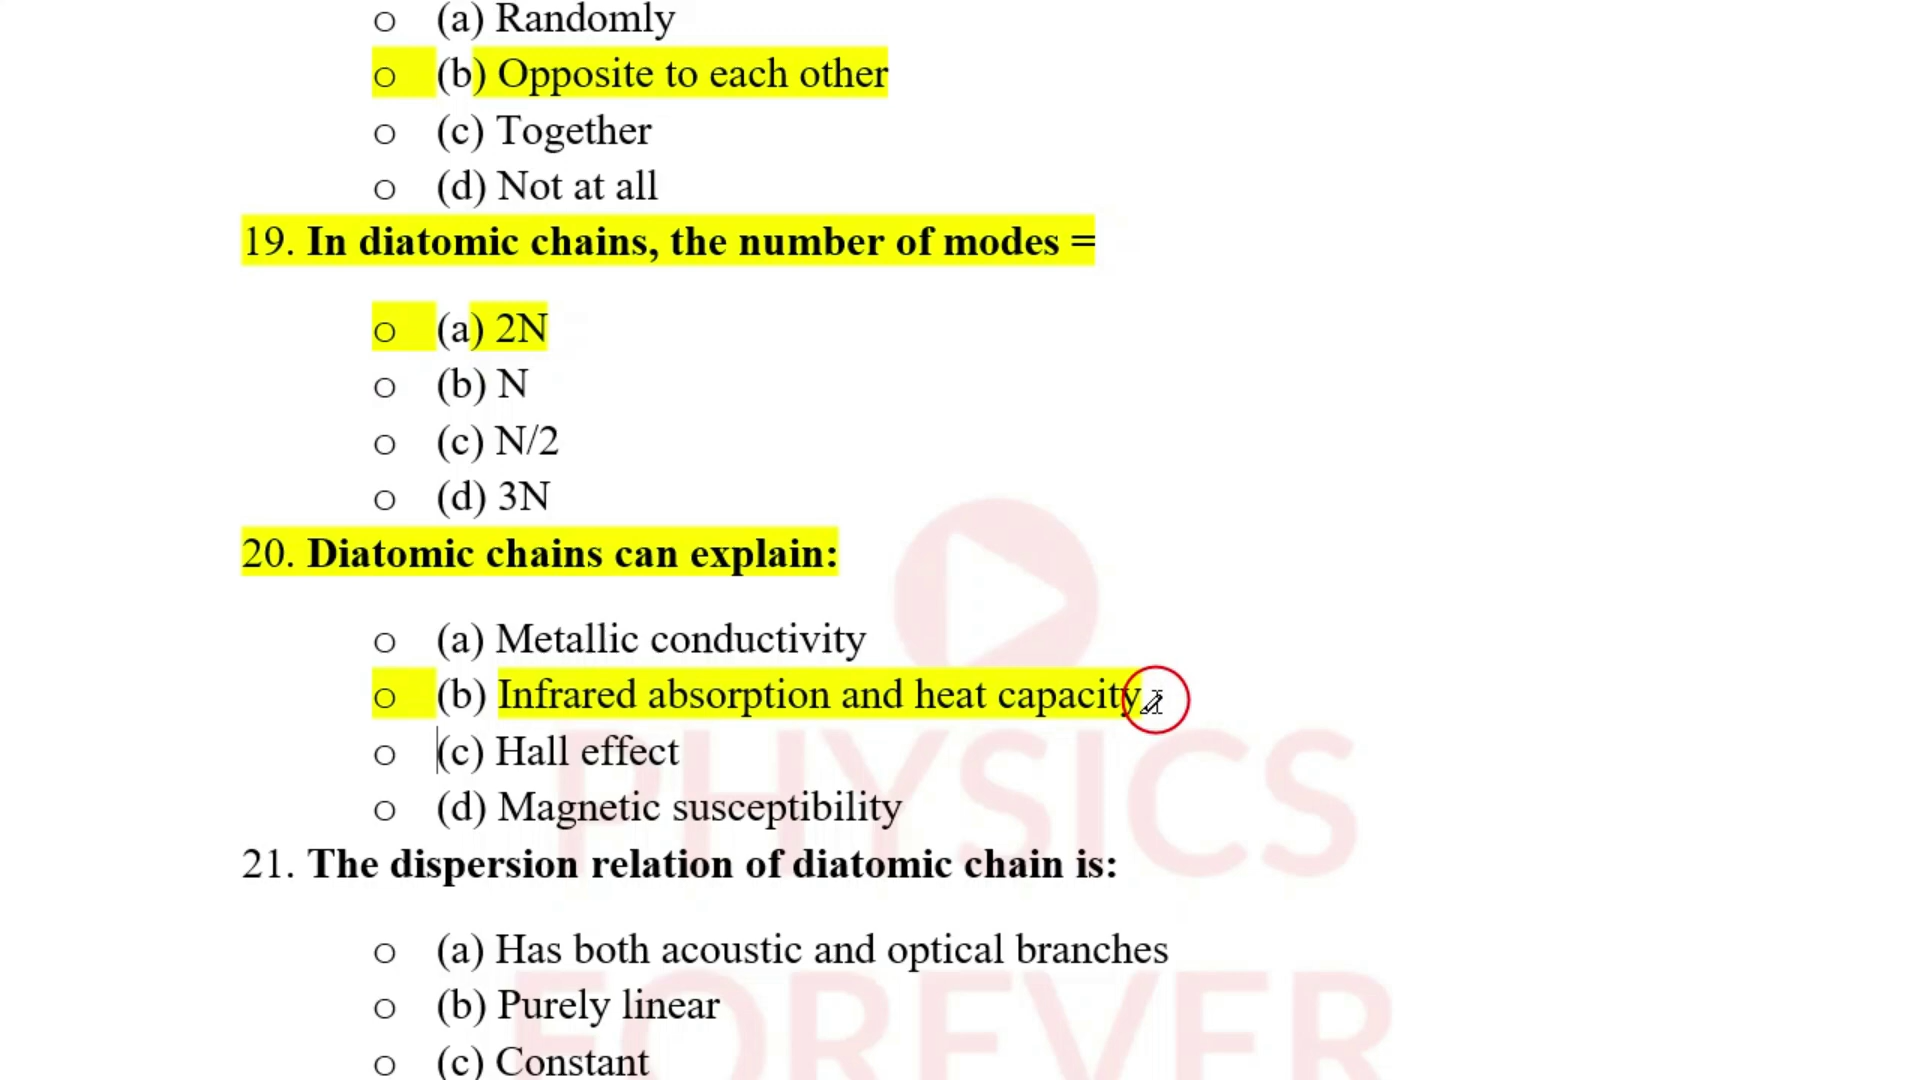 o (a) Randomly
o (b) Opposite to each other
o (c) Together
o (d) Not at all
19. In diatomic chains, the number of modes =
o (a) 2N
o (b) N
o (c) N/2
o (d) 3N
20. Diatomic chains can explain:
o (a) Metallic conductivity
o (b) Infrared absorption and heat capacity
o (c) Hall effect
o (d) Magnetic susceptibility
21. The dispersion relation of diatomic chain is:
o (a) Has both acoustic and optical branches
o (b) Purely linear
o (c) Constant
PHYSICS
FOREVER